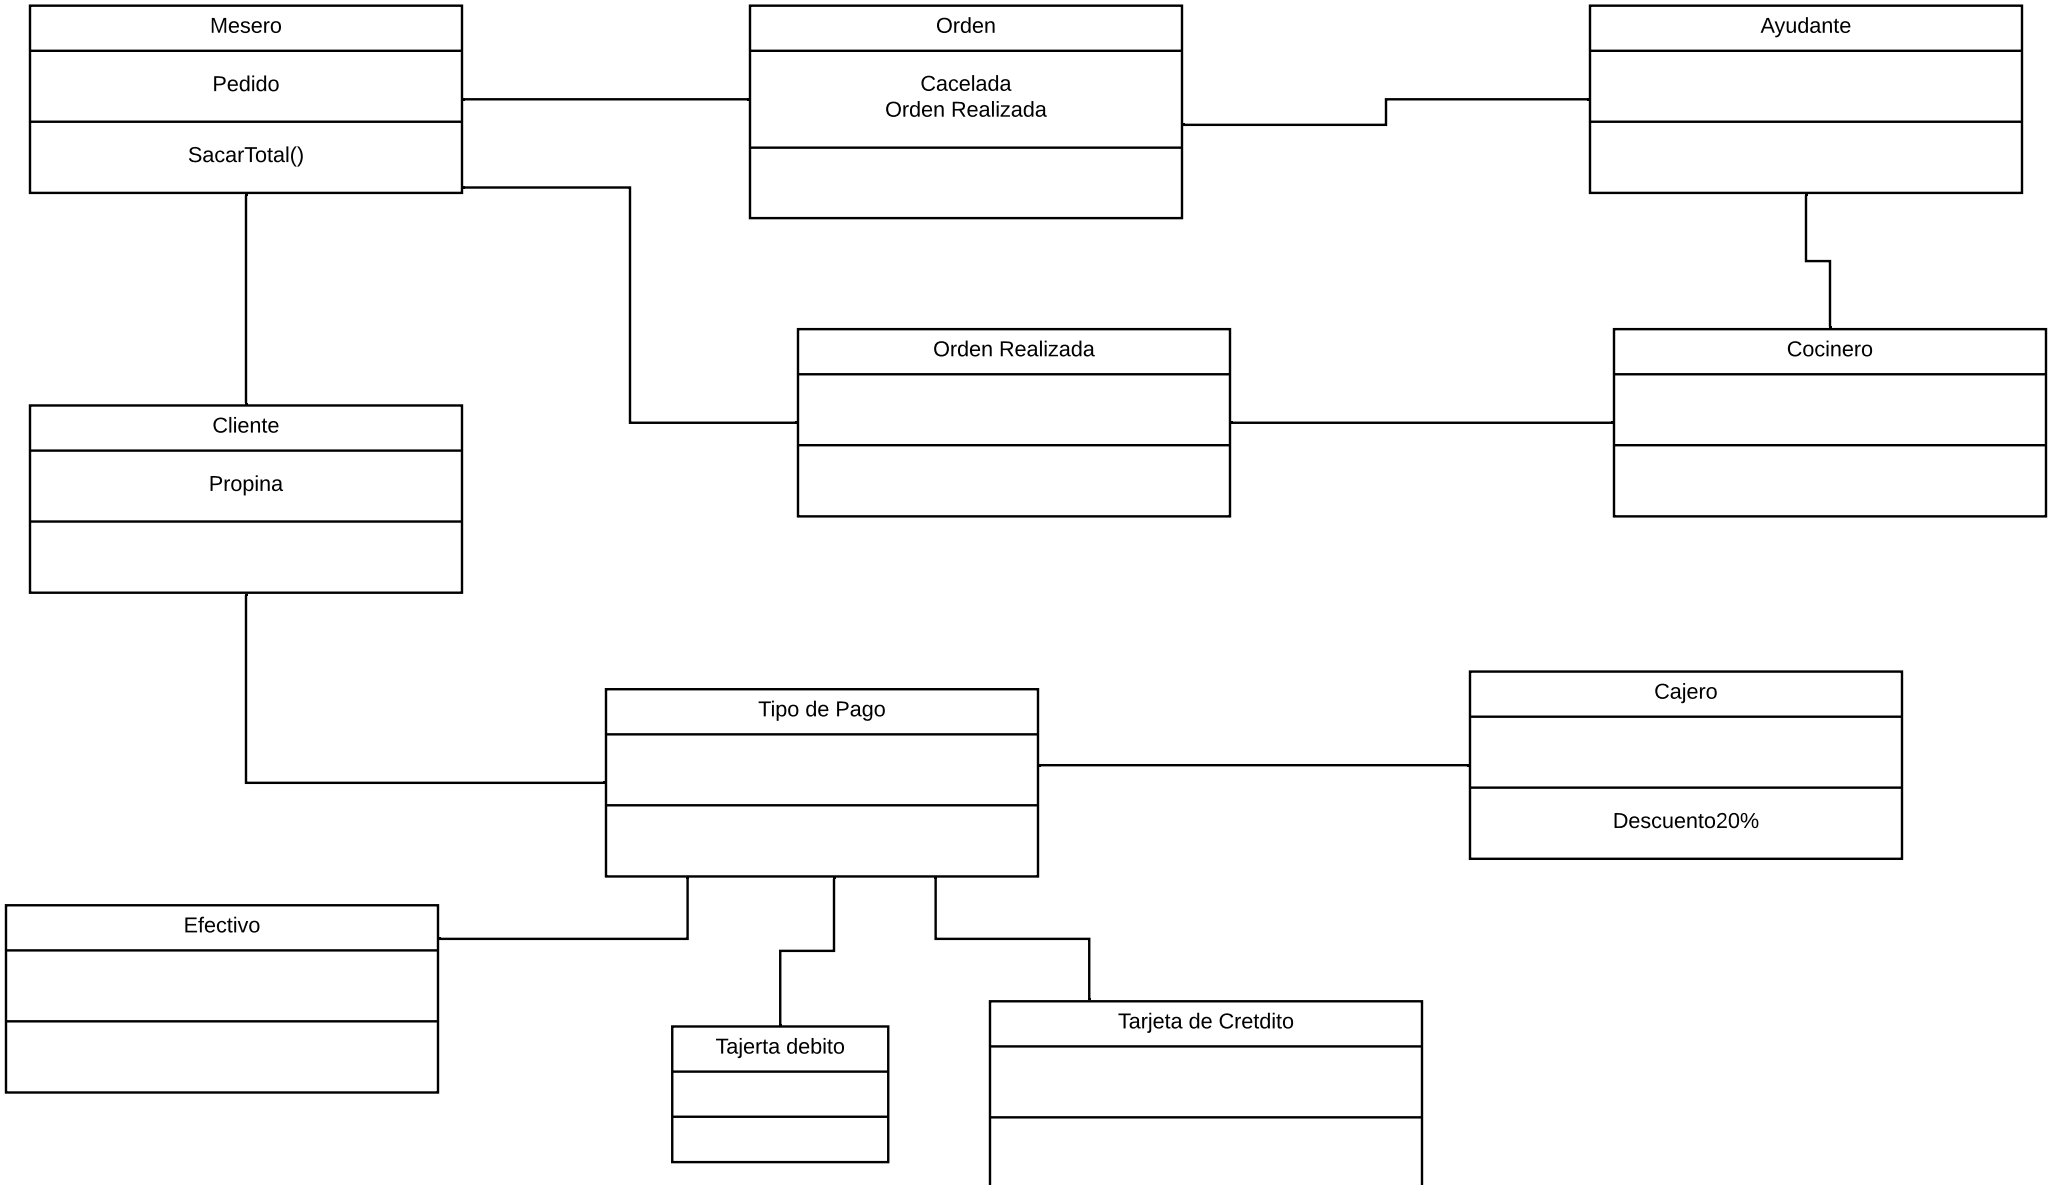 Mesero
Pedido
SacarTotal()
Orden
Cacelada
Orden Realizada
Ayudante
Orden Realizada
Cocinero
Cliente
Propina
Tipo de Pago
Cajero
Descuento20%
Efectivo
Tajerta debito
Tarjeta de Cretdito